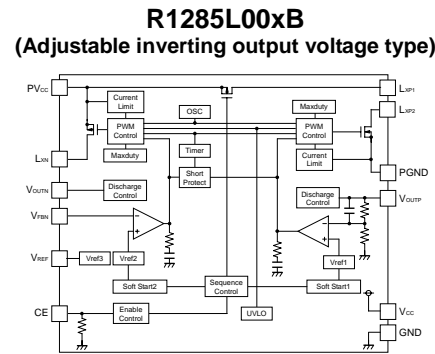 R1285L00xB
(Adjustable inverting output voltage type)
PVCC
LXP1
Current
Limit
OSC
Maxduty
LXP2
PWM
Control
PWM
Control
LXN
Maxduty
Timer
Current
Limit
PGND
Short
Protect
VOUTN
Discharge
Control
Discharge
Control
VOUTP
VFBN
VREF
Vref3
Vref2
Vref1
Soft Start2
Sequence
Control
Soft Start1
CE
Enable
Control
UVLO
VCC
GND